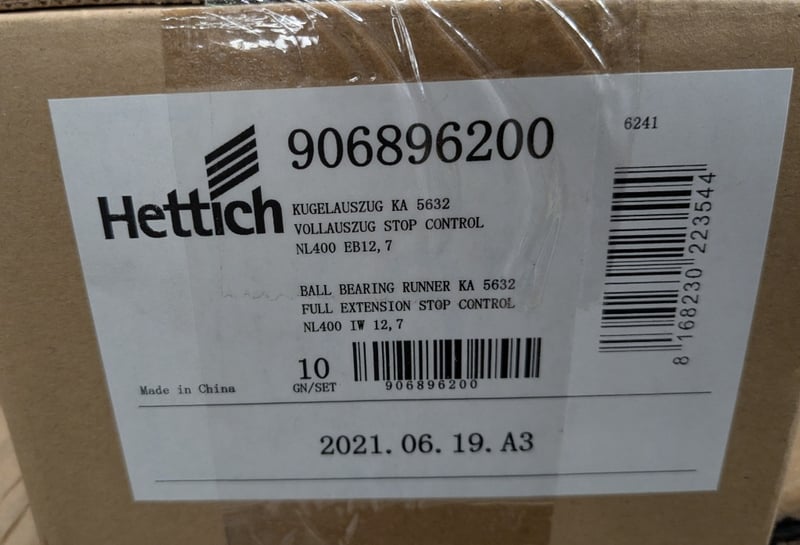 906896200
6241
Hettich
KUGELAUSZUG KA 5632
VOLLAUSZUG STOP CONTROL
NL400 EB12,7
BALL BEARING RUNNER KA 5632
FULL EXTENSION STOP CONTROL
NL400 IW 12,7
8 168230 223544
10
GN/SET
906896200
Made in China
2021.06.19.A3